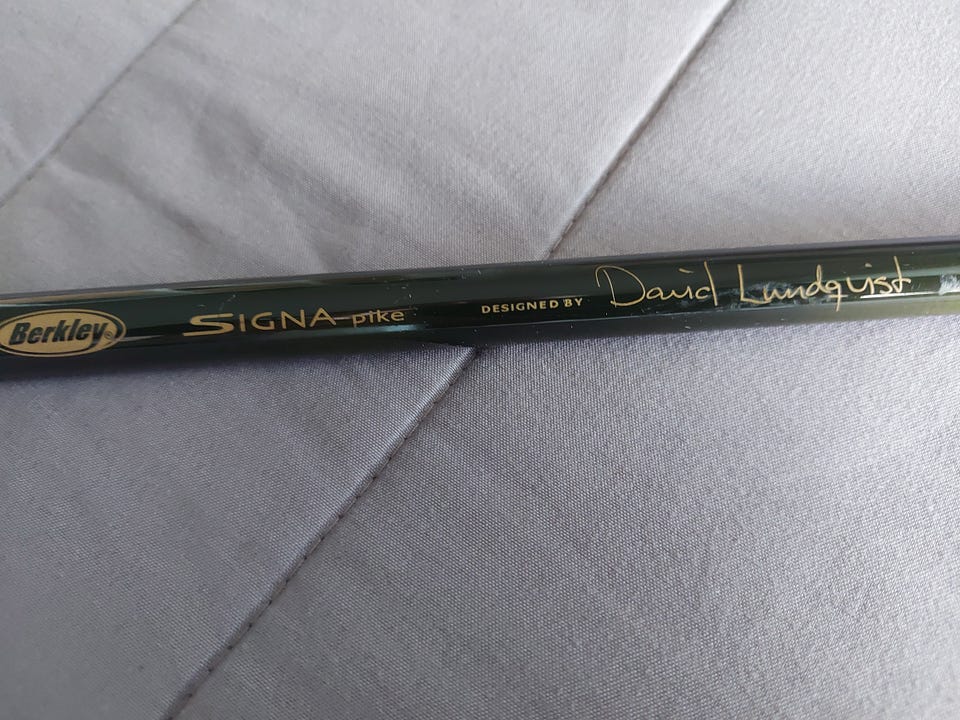 Berkley® SIGNA pike DESIGNED BY David Lundqvist